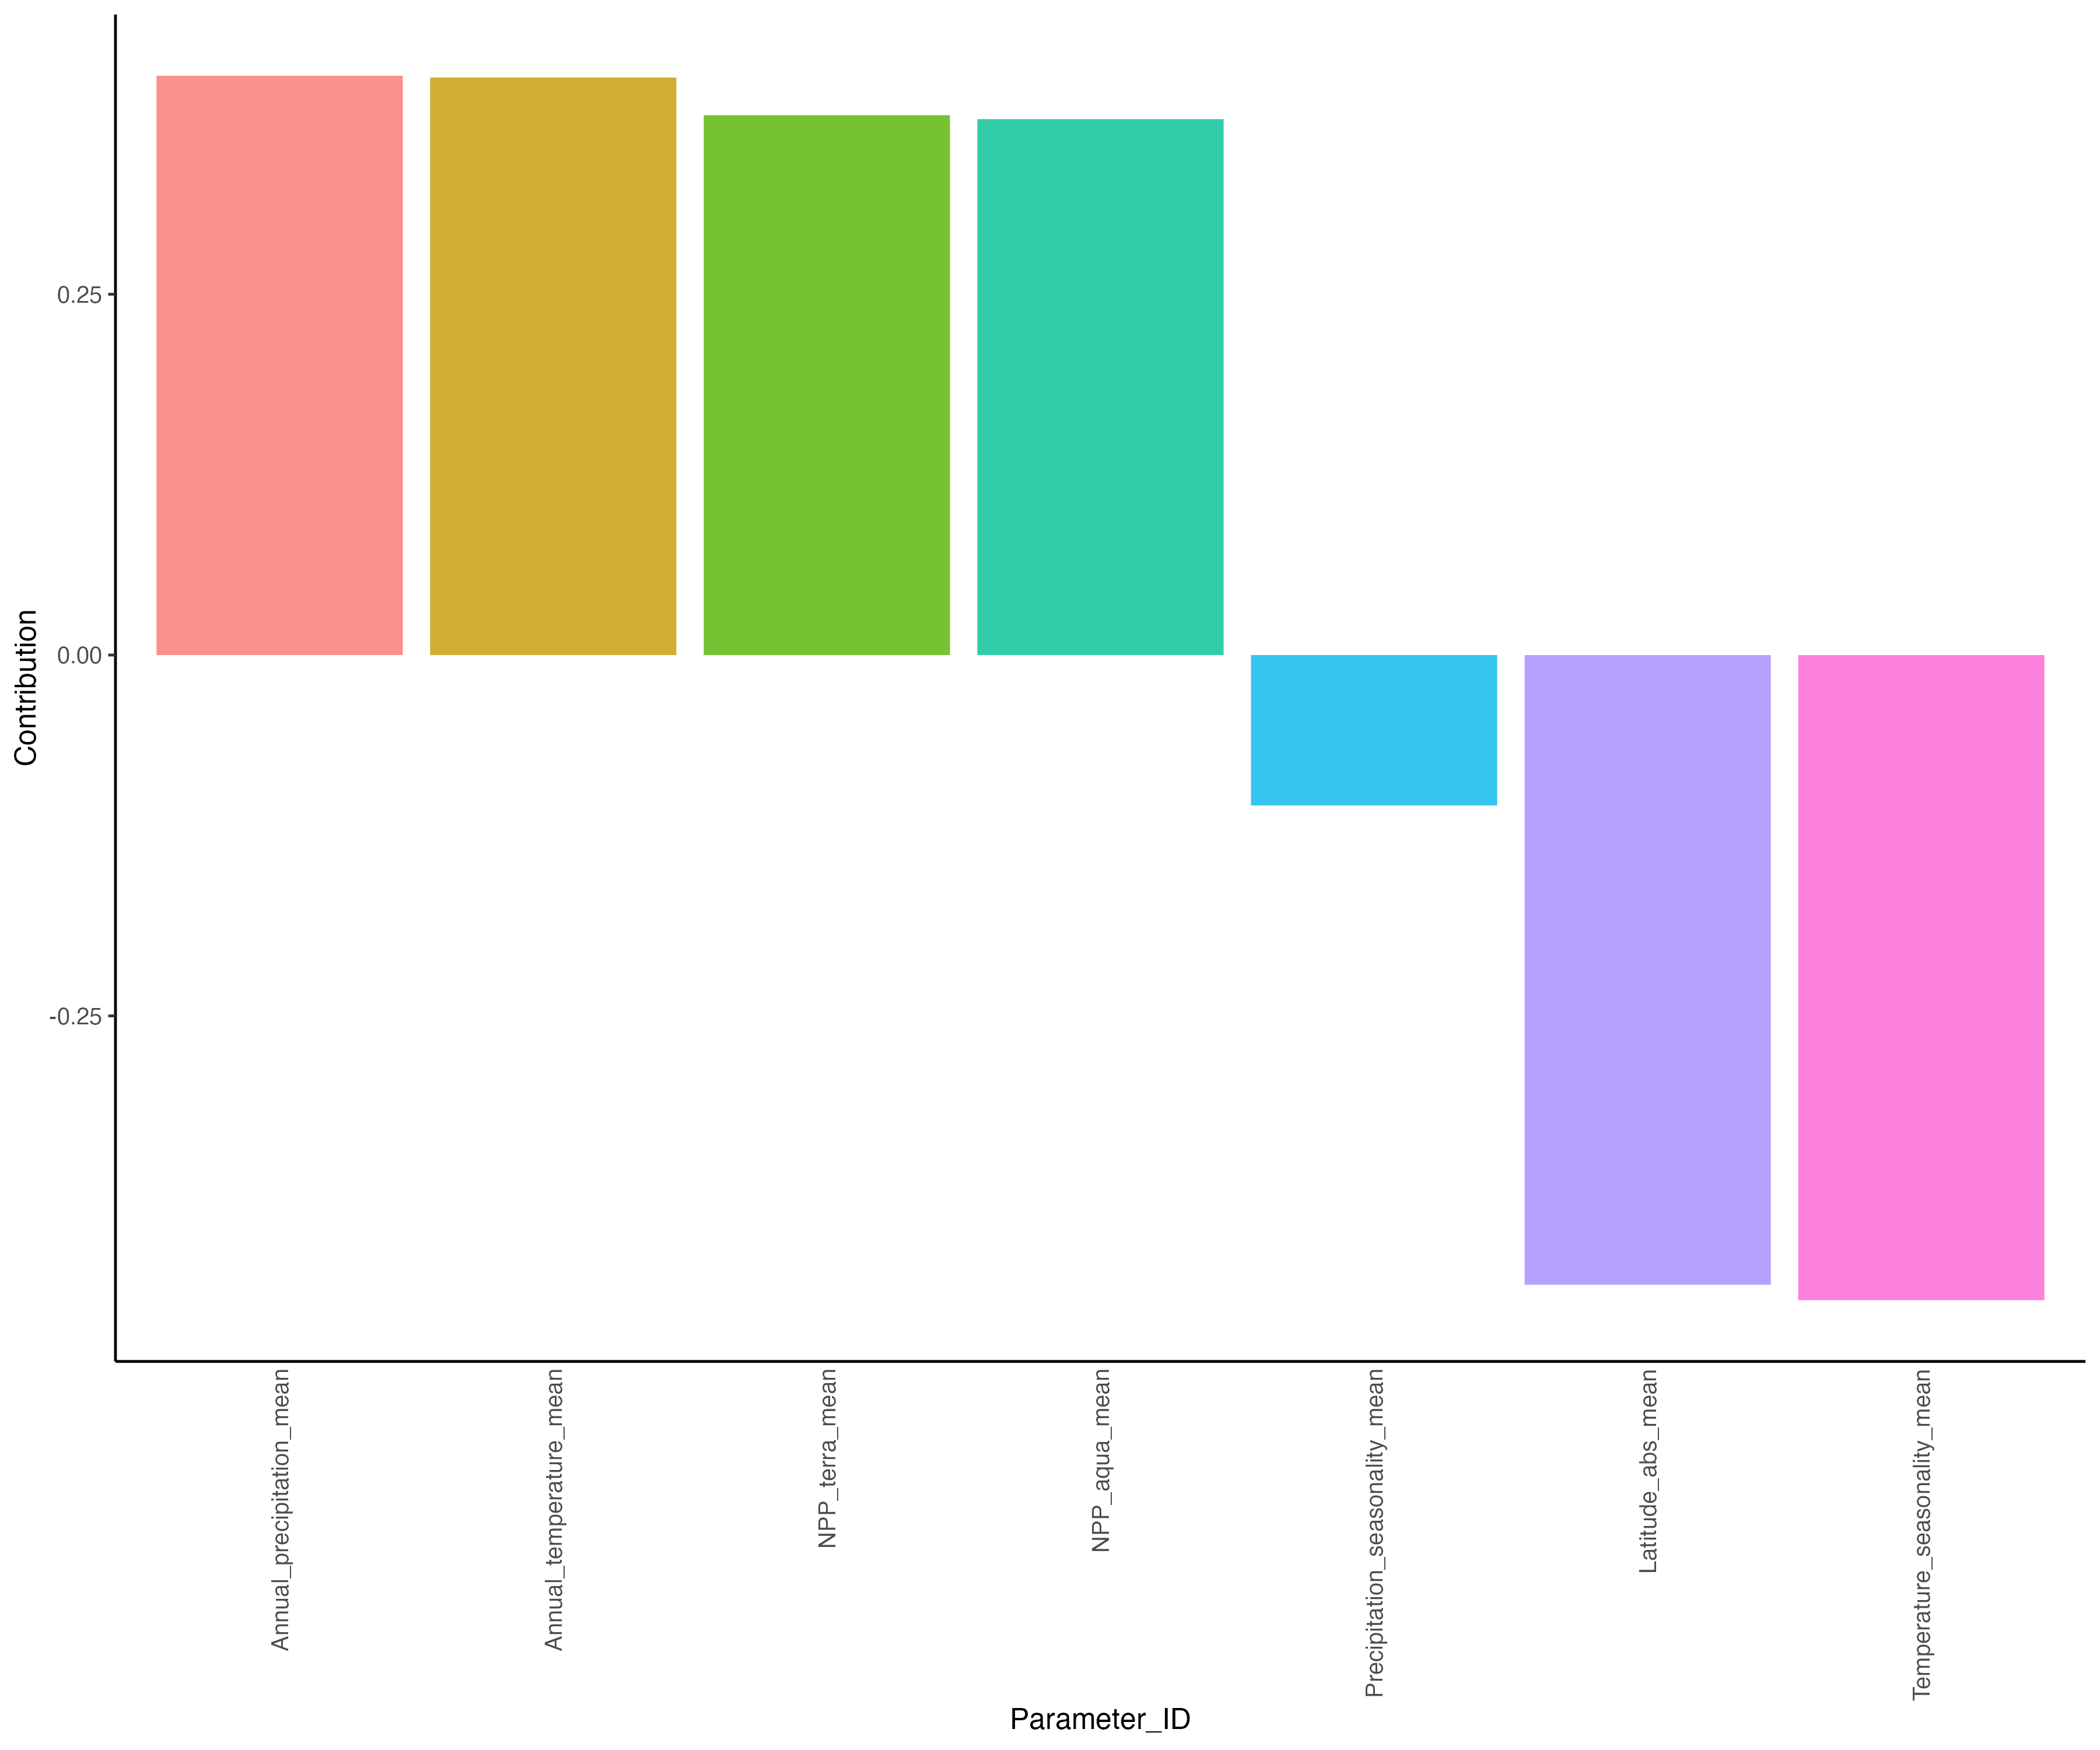 Contribution
0.25
0.00
-0.25
Annual_precipitation_mean
Annual_temperature_mean
NPP_terra_mean
NPP_aqua_mean
Precipitation_seasonality_mean
Latitude_abs_mean
Temperature_seasonality_mean
Parameter_ID